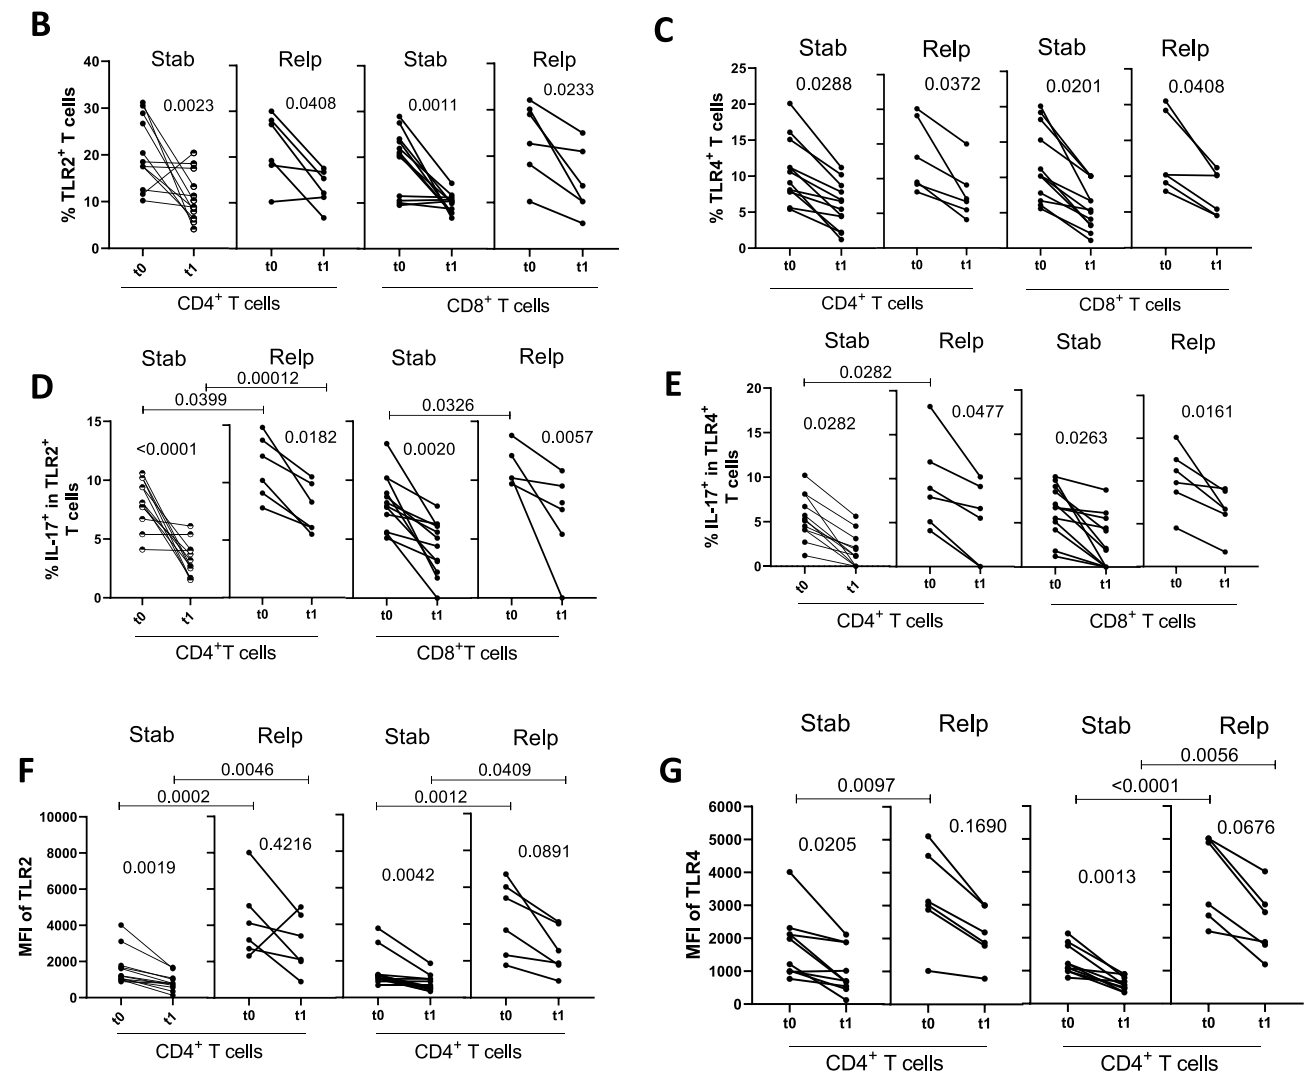 B
Stab Relp Stab Relp
% TLR2+ T cells
40
30
20
10
0
0.0023 0.0408 0.0011 0.0233
t0 t1 t0 t1 t0 t1 t0 t1
CD4+ T cells CD8+ T cells
C
Stab Relp Stab Relp
% TLR4+ T cells
25
20
15
10
5
0
0.0288 0.0372 0.0201 0.0408
t0 t1 t0 t1 t0 t1 t0 t1
CD4+ T cells CD8+ T cells
D
Stab Relp Stab Relp
0.00012
0.0399 0.0326
% IL-17+ in TLR2+
T cells
15
10
5
0
<0.0001 0.0182 0.0020 0.0057
t0 t1 t0 t1 t0 t1 t0 t1
CD4+T cells CD8+T cells
E
Stab Relp Stab Relp
0.0282
% IL-17+ in TLR4+
T cells
20
15
10
5
0
0.0282 0.0477 0.0263 0.0161
t0 t1 t0 t1 t0 t1 t0 t1
CD4+ T cells CD8+ T cells
F
Stab Relp Stab Relp
0.0046 0.0409
0.0002 0.0012
MFI of TLR2
10000
8000
6000
4000
2000
0
0.0019 0.4216 0.0042 0.0891
t0 t1 t0 t1 t0 t1 t0 t1
CD4+ T cells CD4+ T cells
G
Stab Relp Stab Relp
0.0056
0.0097 <0.0001
MFI of TLR4
6000
5000
4000
3000
2000
1000
0
0.0205 0.1690 0.0013 0.0676
t0 t1 t0 t1 t0 t1 t0 t1
CD4+ T cells CD4+ T cells